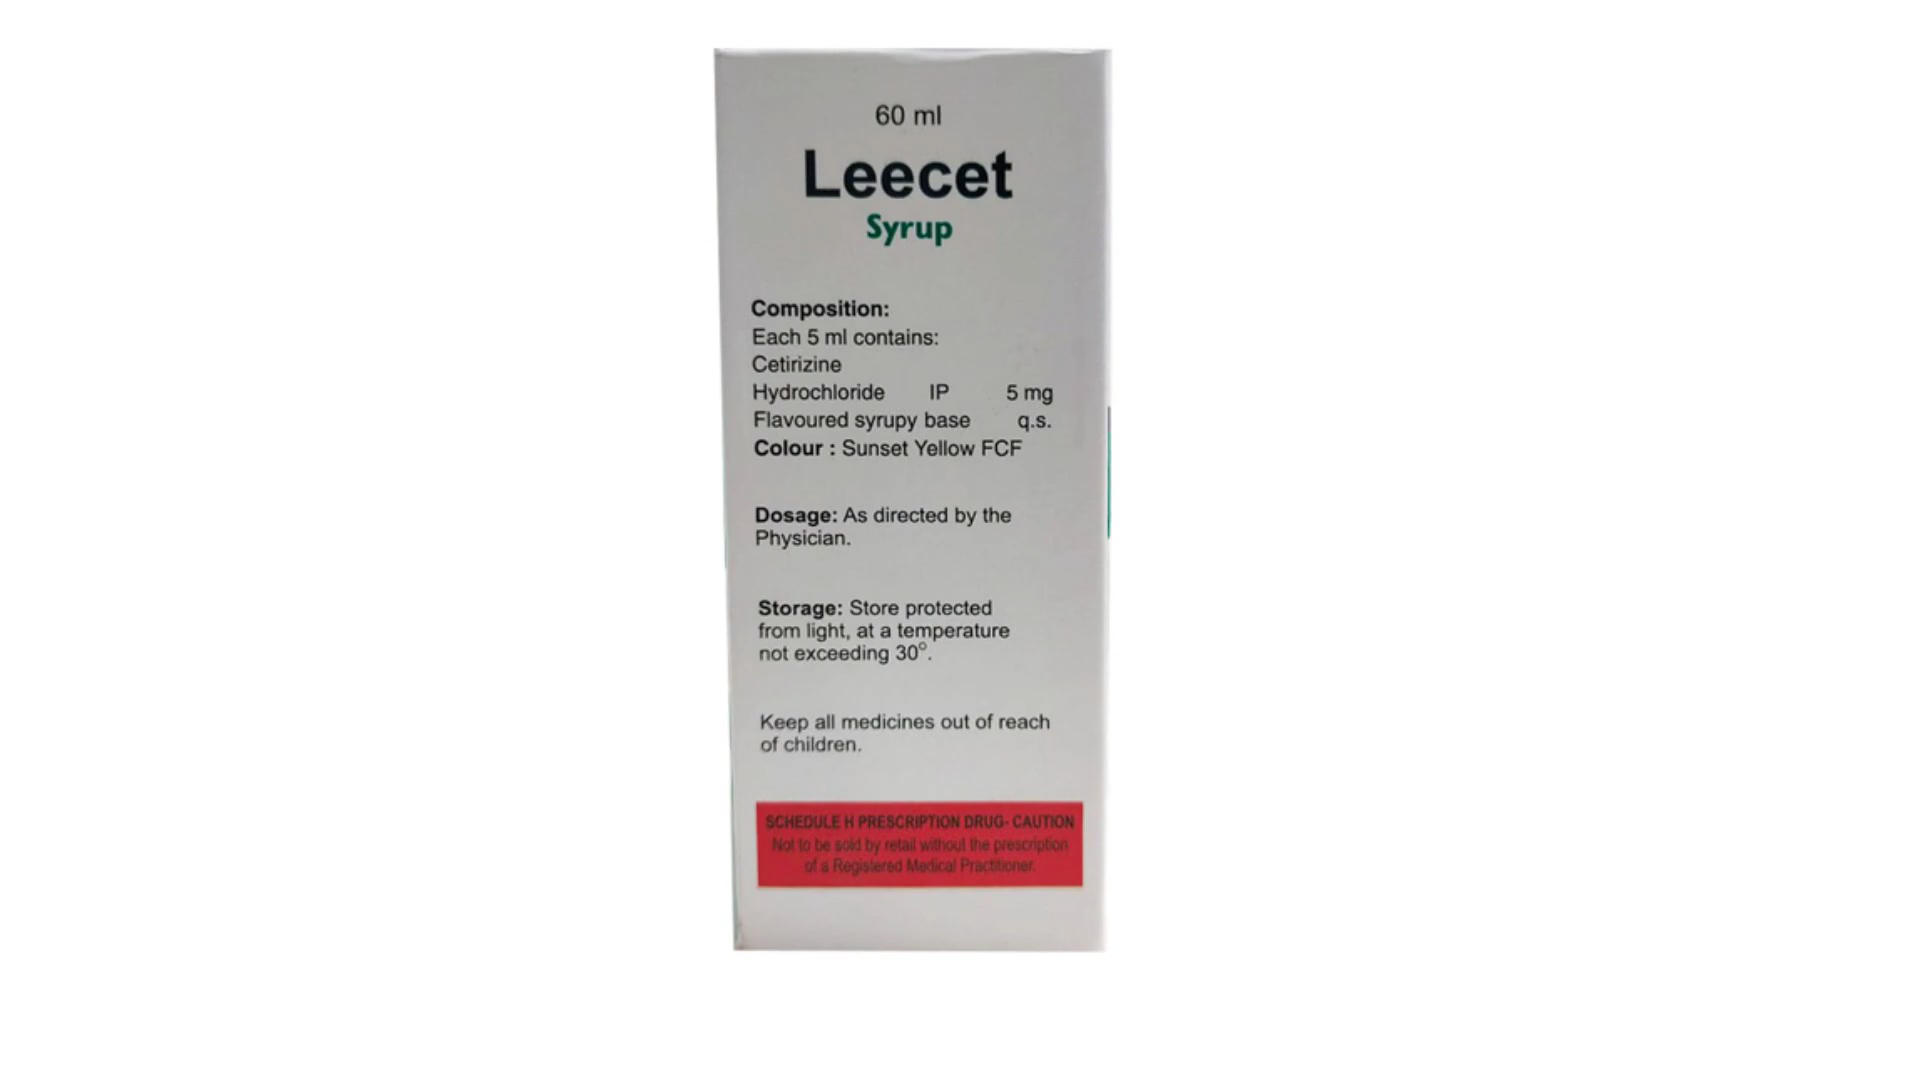 60 ml
Leecet
Syrup
Composition:
Each 5 ml contains:
Cetirizine
Hydrochloride IP 5 mg
Flavoured syrupy base q.s.
Colour : Sunset Yellow FCF
Dosage: As directed by the
Physician.
Storage: Store protected
from light, at a temperature
not exceeding 30°.
Keep all medicines out of reach
of children.
SCHEDULE H PRESCRIPTION DRUG- CAUTION
Not to be sold by retail without the prescription
of a Registered Medical Practitioner.